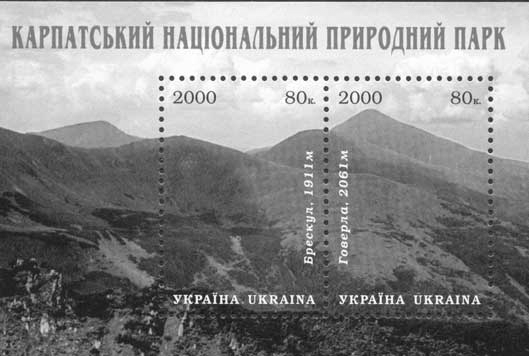 КАРПАТСЬКИЙ НАЦІОНАЛЬНИЙ ПРИРОДНИЙ ПАРК
2000 80к.
Брескул, 1911м
УКРАЇНА UKRAINA
2000 80к.
Говерла, 2061м
УКРАЇНА UKRAINA